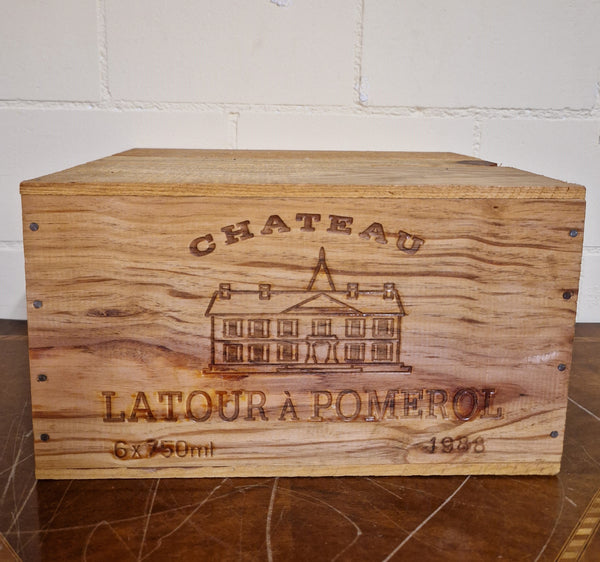 CHATEAU
LATOUR À POMEROL
6x750ml 1988